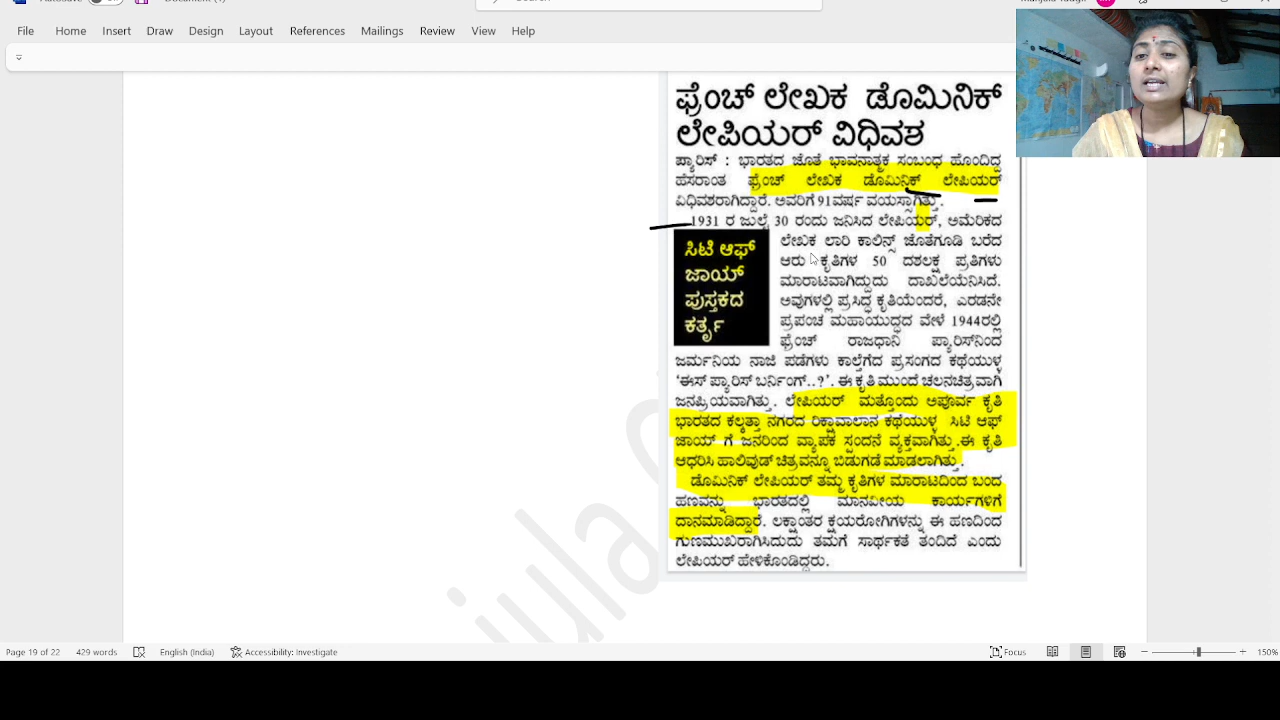 File Home Insert Draw Design Layout References Mailings Review View Help
ಫ್ರೆಂಚ್ ಲೇಖಕ ಡೊಮಿನಿಕ್
ಲೇಪಿಯರ್ ವಿಧಿವಶ
ಪ್ಯಾರಿಸ್ : ಭಾರತದ ಜೊತೆ ಭಾವನಾತ್ಮಕ ಸಂಬಂಧ ಹೊಂದಿದ್ದ
ಹೆಸರಾಂತ ಫ್ರೆಂಚ್ ಲೇಖಕ ಡೊಮಿನಿಕ್ ಲೇಪಿಯರ್
ವಿಧಿವಶರಾಗಿದ್ದಾರೆ. ಅವರಿಗೆ 91ವರ್ಷ ವಯಸ್ಸಾಗಿತ್ತು.
1931 ರ ಜುಲೈ 30 ರಂದು ಜನಿಸಿದ ಲೇಪಿಯರ್, ಅಮೆರಿಕದ
ಲೇಖಕ ಲಾರಿ ಕಾಲಿನ್ಸ್ ಜೊತೆಗೂಡಿ ಬರೆದ
ಆರು ಕೃತಿಗಳ 50 ದಶಲಕ್ಷ ಪ್ರತಿಗಳು
ಮಾರಾಟವಾಗಿದ್ದುದು ದಾಖಲೆಯೆನಿಸಿದೆ.
ಅವುಗಳಲ್ಲಿ ಪ್ರಸಿದ್ಧ ಕೃತಿಯೆಂದರೆ, ಎರಡನೇ
ಪ್ರಪಂಚ ಮಹಾಯುದ್ಧದ ವೇಳೆ 1944ರಲ್ಲಿ
ಫ್ರೆಂಚ್ ರಾಜಧಾನಿ ಪ್ಯಾರಿಸ್‌ನಿಂದ
ಸಿಟಿ ಆಫ್
ಜಾಯ್
ಪುಸ್ತಕದ
ಕರ್ತೃ
ಜರ್ಮನಿಯ ನಾಜಿ ಪಡೆಗಳು ಕಾಲ್ತೆಗೆದ ಪ್ರಸಂಗದ ಕಥೆಯುಳ್ಳ
‘ಈಸ್ ಪ್ಯಾರಿಸ್ ಬರ್ನಿಂಗ್..?’. ಈ ಕೃತಿ ಮುಂದೆ ಚಲನಚಿತ್ರವಾಗಿ
ಜನಪ್ರಿಯವಾಗಿತ್ತು. ಲೇಪಿಯರ್ ಮತ್ತೊಂದು ಅಪೂರ್ವ ಕೃತಿ
ಭಾರತದ ಕಲ್ಕತ್ತಾ ನಗರದ ರಿಕ್ಷಾವಾಲಾನ ಕಥೆಯುಳ್ಳ ಸಿಟಿ ಆಫ್
ಜಾಯ್ ಗೆ ಜನರಿಂದ ವ್ಯಾಪಕ ಸ್ಪಂದನೆ ವ್ಯಕ್ತವಾಗಿತ್ತು.ಈ ಕೃತಿ
ಆಧರಿಸಿ ಹಾಲಿವುಡ್ ಚಿತ್ರವನ್ನೂ ಬಿಡುಗಡೆ ಮಾಡಲಾಗಿತ್ತು.
ಡೊಮಿನಿಕ್ ಲೇಪಿಯರ್ ತಮ್ಮ ಕೃತಿಗಳ ಮಾರಾಟದಿಂದ ಬಂದ
ಹಣವನ್ನು ಭಾರತದಲ್ಲಿ ಮಾನವೀಯ ಕಾರ್ಯಗಳಿಗೆ
ದಾನಮಾಡಿದ್ದಾರೆ. ಲಕ್ಷಾಂತರ ಕ್ಷಯರೋಗಿಗಳನ್ನು ಈ ಹಣದಿಂದ
ಗುಣಮುಖರಾಗಿಸಿದುದು ತಮಗೆ ಸಾರ್ಥಕತೆ ತಂದಿದೆ ಎಂದು
ಲೇಪಿಯರ್ ಹೇಳಿಕೊಂಡಿದ್ದರು.
Page 19 of 22 429 words English (India) Accessibility: Investigate Focus 150%